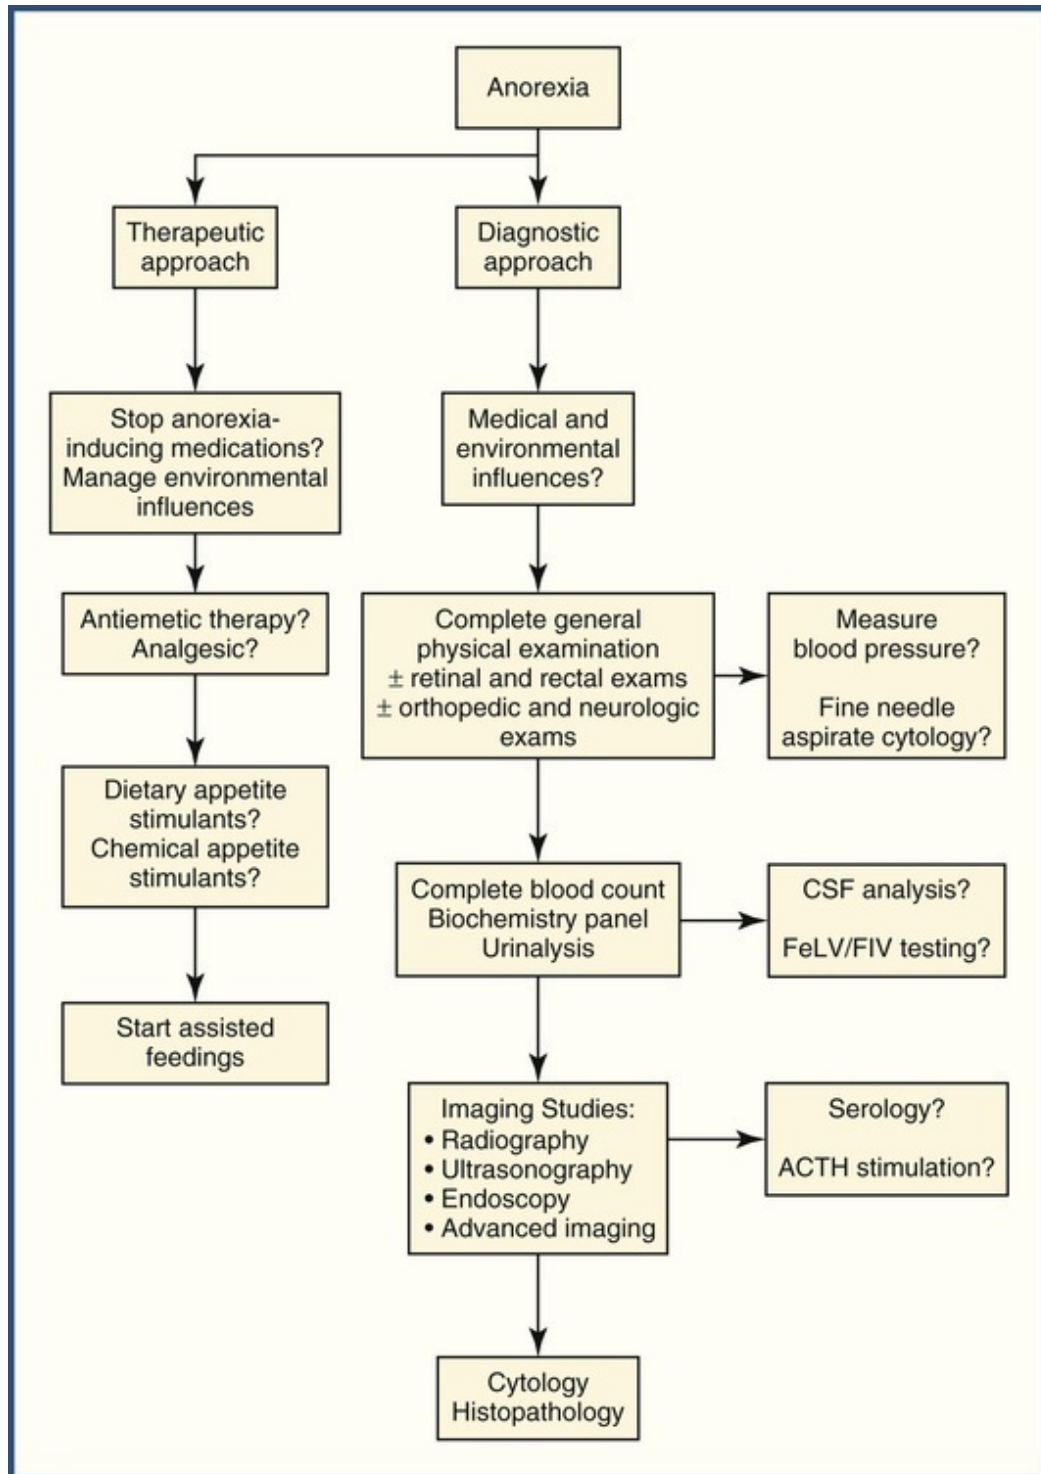 Anorexia
Therapeutic
approach
Diagnostic
approach
Stop anorexia-
inducing medications?
Manage environmental
influences
Medical and
environmental
influences?
Antiemetic therapy?
Analgesic?
Complete general
physical examination
± retinal and rectal exams
± orthopedic and neurologic
exams
Measure
blood pressure?
Fine needle
aspirate cytology?
Dietary appetite
stimulants?
Chemical appetite
stimulants?
Complete blood count
Biochemistry panel
Urinalysis
CSF analysis?
FeLV/FIV testing?
Start assisted
feedings
Imaging Studies:
• Radiography
• Ultrasonography
• Endoscopy
• Advanced imaging
Serology?
ACTH stimulation?
Cytology
Histopathology